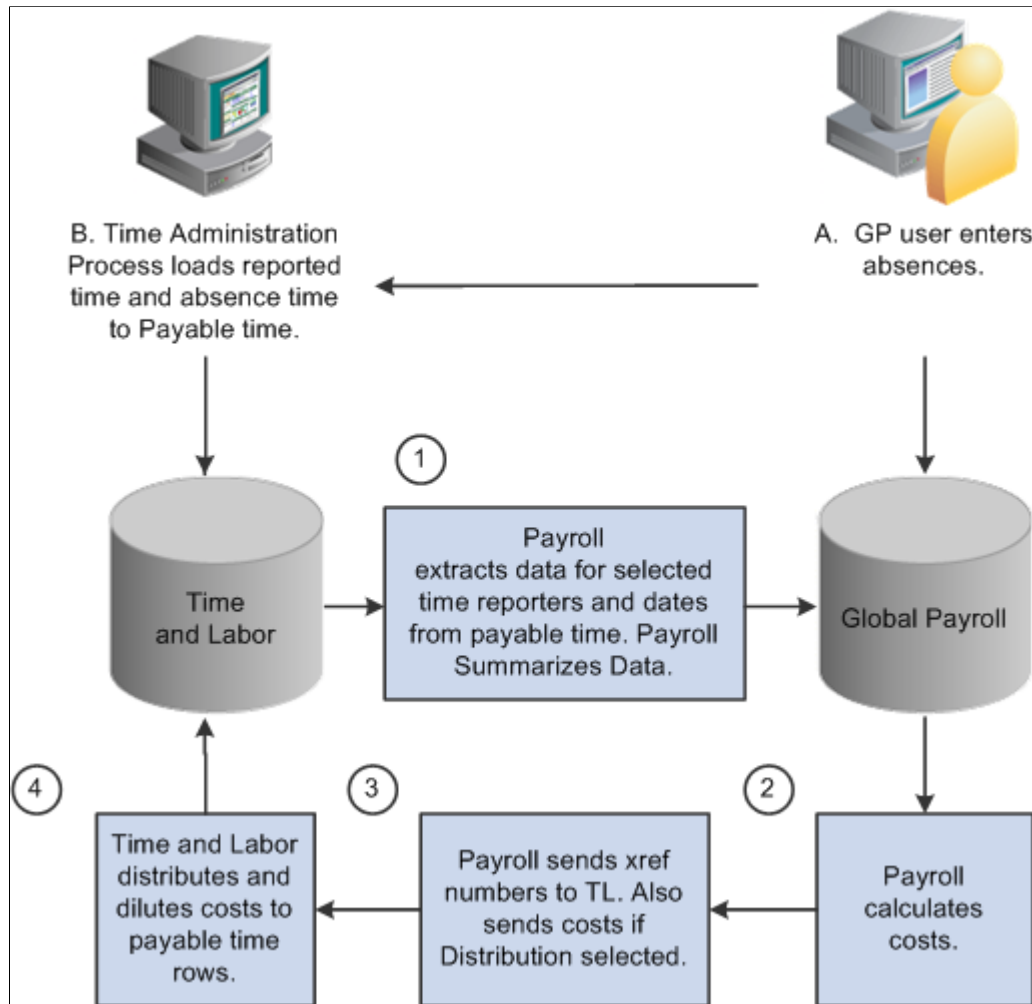 B. Time Administration
Process loads reported
time and absence time
to Payable time.
A.  GP user enters
absences.
1
Time
and Labor
Payroll
extracts data for selected
time reporters and dates
from payable time. Payroll
Summarizes Data.
Global Payroll
4
3
2
Time and Labor
distributes and
dilutes costs to
payable time
rows.
Payroll sends xref
numbers to TL. Also
sends costs if
Distribution selected.
Payroll
calculates
costs.